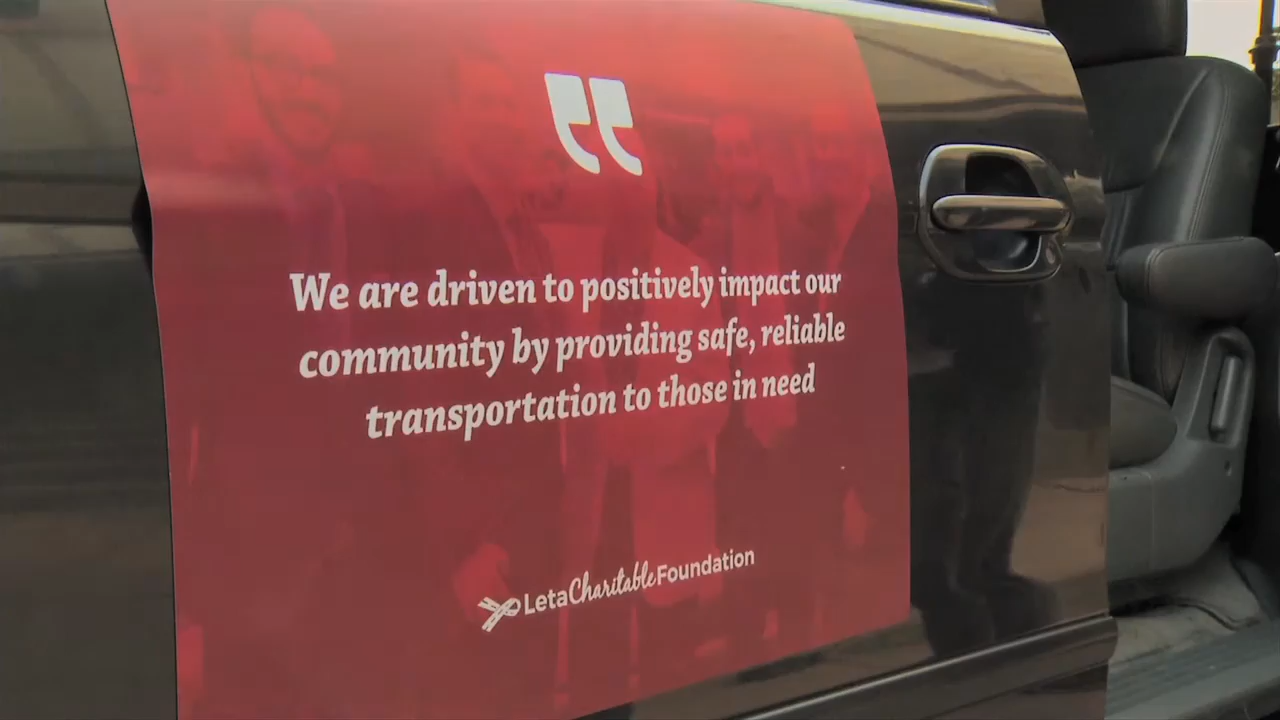 "
We are driven to positively impact our
community by providing safe, reliable
transportation to those in need
LetaCharitableFoundation